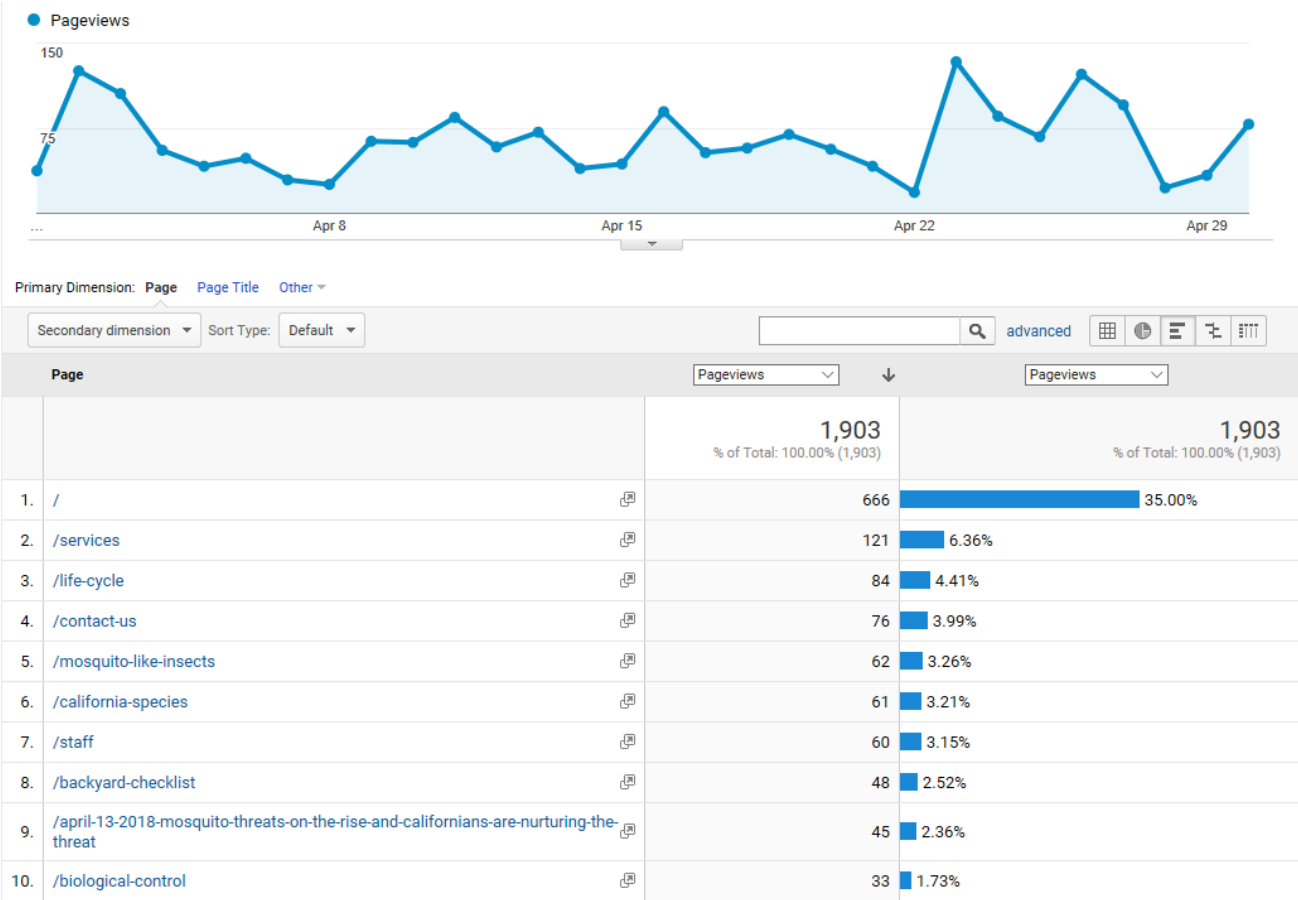 Pageviews
150
75
... Apr 8 Apr 15 Apr 22 Apr 29
Primary Dimension: Page Page Title Other
Secondary dimension Sort Type: Default advanced
Page Pageviews Pageviews
1,903 1,903
% of Total: 100.00% (1,903) % of Total: 100.00% (1,903)
1. / 666 35.00%
2. /services 121 6.36%
3. /life-cycle 84 4.41%
4. /contact-us 76 3.99%
5. /mosquito-like-insects 62 3.26%
6. /california-species 61 3.21%
7. /staff 60 3.15%
8. /backyard-checklist 48 2.52%
9. /april-13-2018-mosquito-threats-on-the-rise-and-californians-are-nurturing-the-
threat 45 2.36%
10. /biological-control 33 1.73%